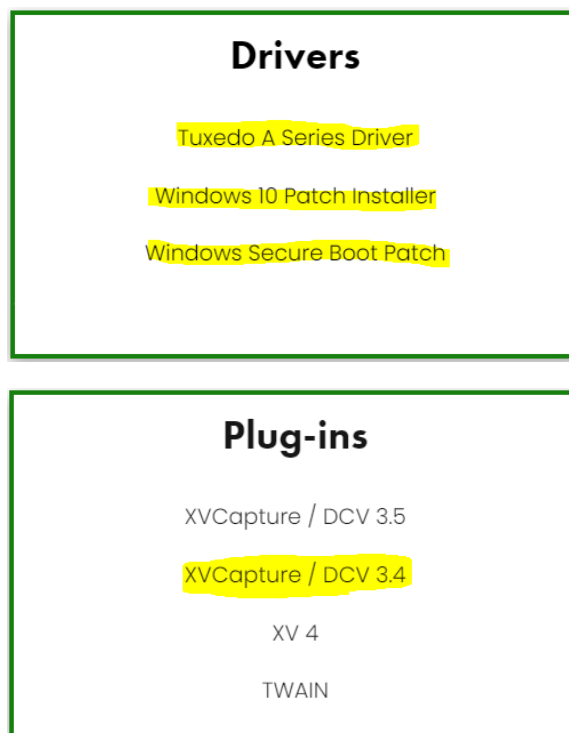 Drivers
Tuxedo A Series Driver
Windows 10 Patch Installer
Windows Secure Boot Patch
Plug-ins
XVCapture / DCV 3.5
XVCapture / DCV 3.4
XV 4
TWAIN